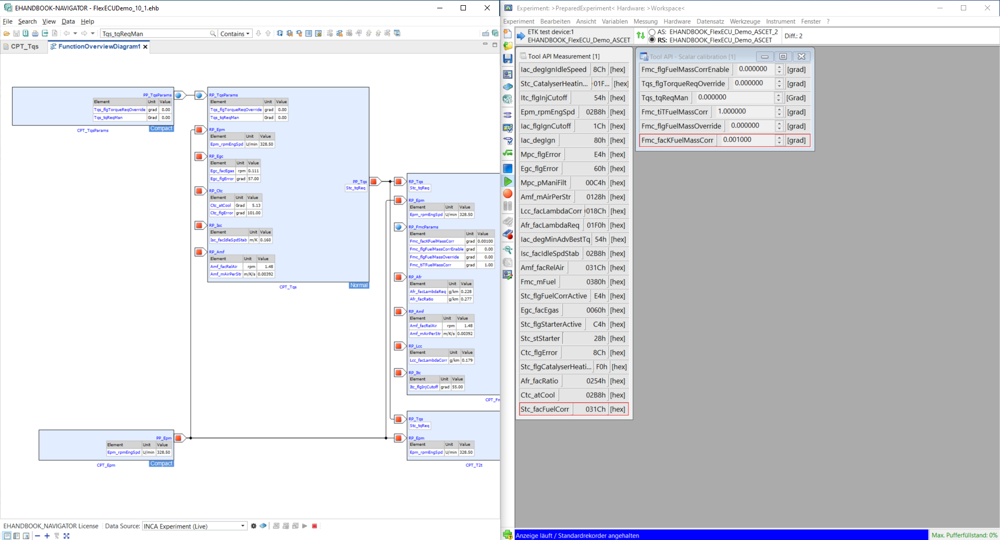 EHANDBOOK-NAVIGATOR - FlexECUDemo_10_1.ehb
File Search View Data Help
Tqs_tqReqMan
Contains
CPT_Tqs
FunctionOverviewDiagram1
PP_TqsParams
Element Unit Value
Tqs_flgTorqueReqOverride grad 0.00
Tqs_tqReqMan Grad 0.00
Compact
CPT_TqsParams
RP_TqsParams
Element Unit Value
Tqs_flgTorqueReqOverride grad 0.00
Tqs_tqReqMan Grad 0.00
RP_Epm
Element Unit Value
Epm_rpmEngSpd U/min 328.50
RP_Egc
Element Unit Value
Egc_facEgas rpm 0.111
Egc_flgError grad 57.00
RP_Ctc
Element Unit Value
Ctc_atCool Grad 5.13
Ctc_flgError grad 101.00
RP_Isc
Element Unit Value
Isc_facIdleSpdStab m/K 0.160
RP_Amf
Element Unit Value
Amf_facRelAir rpm 1.48
Amf_mAirPerStr m/K/s 0.00392
PP_Tqs
Stc_tqReq
Normal
CPT_Tqs
RP_Tqs
Stc_tqReq
RP_Epm
Element Unit Value
Epm_rpmEngSpd U/min 328.50
RP_FmcParams
Element Unit Value
Fmc_facKFuelMassCorr grad 0.00100
Fmc_flgFuelMassCorrEnable grad 0.00
Fmc_flgFuelMassOverride grad 0.00
Fmc_tiTFuelMassCorr grad 1.00
RP_Afr
Element Unit Value
Afr_facLambdaReq g/km 0.228
Afr_facRatio g/km 0.277
RP_Amf
Element Unit Value
Amf_facRelAir rpm 1.48
Amf_mAirPerStr m/K/s 0.00392
RP_Lcc
Element Unit Value
Lcc_facLambdaCorr g/km 0.179
RP_Itc
Element Unit Value
Itc_flgInjCutoff grad 55.00
RP_Tqs
Stc_tqReq
RP_Epm
Element Unit Value
Epm_rpmEngSpd U/min 328.50
CPT_T2t
PP_Epm
Element Unit Value
Epm_rpmEngSpd U/min 328.50
Compact
CPT_Epm
EHANDBOOK_NAVIGATOR License Data Source: INCA Experiment (Live)
Experiment: >PreparedExperiment< Hardware: >Workspace<
Experiment Bearbeiten Ansicht Variablen Messung Hardware Datensatz Werkzeuge Instrument Fenster ?
ETK test device:1
EHANDBOOK_FlexECU_Demo_ASCET
AS: EHANDBOOK_FlexECU_Demo_ASCET_2
RS: EHANDBOOK_FlexECU_Demo_ASCET
Diff.: 2
Tool API Measurement [1]
Iac_degIgnIdleSpeed 8Ch [hex]
Stc_CatalyserHeatin... 01F... [hex]
Itc_flgInjCutoff 54h [hex]
Epm_rpmEngSpd 02B8h [hex]
Iac_flgIgnCutoff 1Ch [hex]
Iac_degIgn 80h [hex]
Mpc_flgError E4h [hex]
Egc_flgError 60h [hex]
Mpc_pManiFilt 00C4h [hex]
Amf_mAirPerStr 0128h [hex]
Lcc_facLambdaCorr 018Ch [hex]
Afr_facLambdaReq 01F0h [hex]
Iac_degMinAdvBestTq 54h [hex]
Isc_facIdleSpdStab 02B8h [hex]
Amf_facRelAir 031Ch [hex]
Fmc_mFuel 0380h [hex]
Stc_flgFuelCorrActive E4h [hex]
Egc_facEgas 0060h [hex]
Stc_flgStarterActive C4h [hex]
Stc_stStarter 28h [hex]
Ctc_flgError 8Ch [hex]
Stc_flgCatalyserHeati... F0h [hex]
Afr_facRatio 0254h [hex]
Ctc_atCool 02B8h [hex]
Stc_facFuelCorr 031Ch [hex]
Tool API - Scalar calibration [1]
Fmc_flgFuelMassCorrEnable 0.000000 [grad]
Tqs_flgTorqueReqOverride 0.000000 [grad]
Tqs_tqReqMan 0.000000 [Grad]
Fmc_tiTFuelMassCorr 1.000000 [grad]
Fmc_flgFuelMassOverride 0.000000 [grad]
Fmc_facKFuelMassCorr 0.001000 [grad]
Anzeige läuft / Standardrekorder angehalten
Max. Pufferfüllstand: 0%